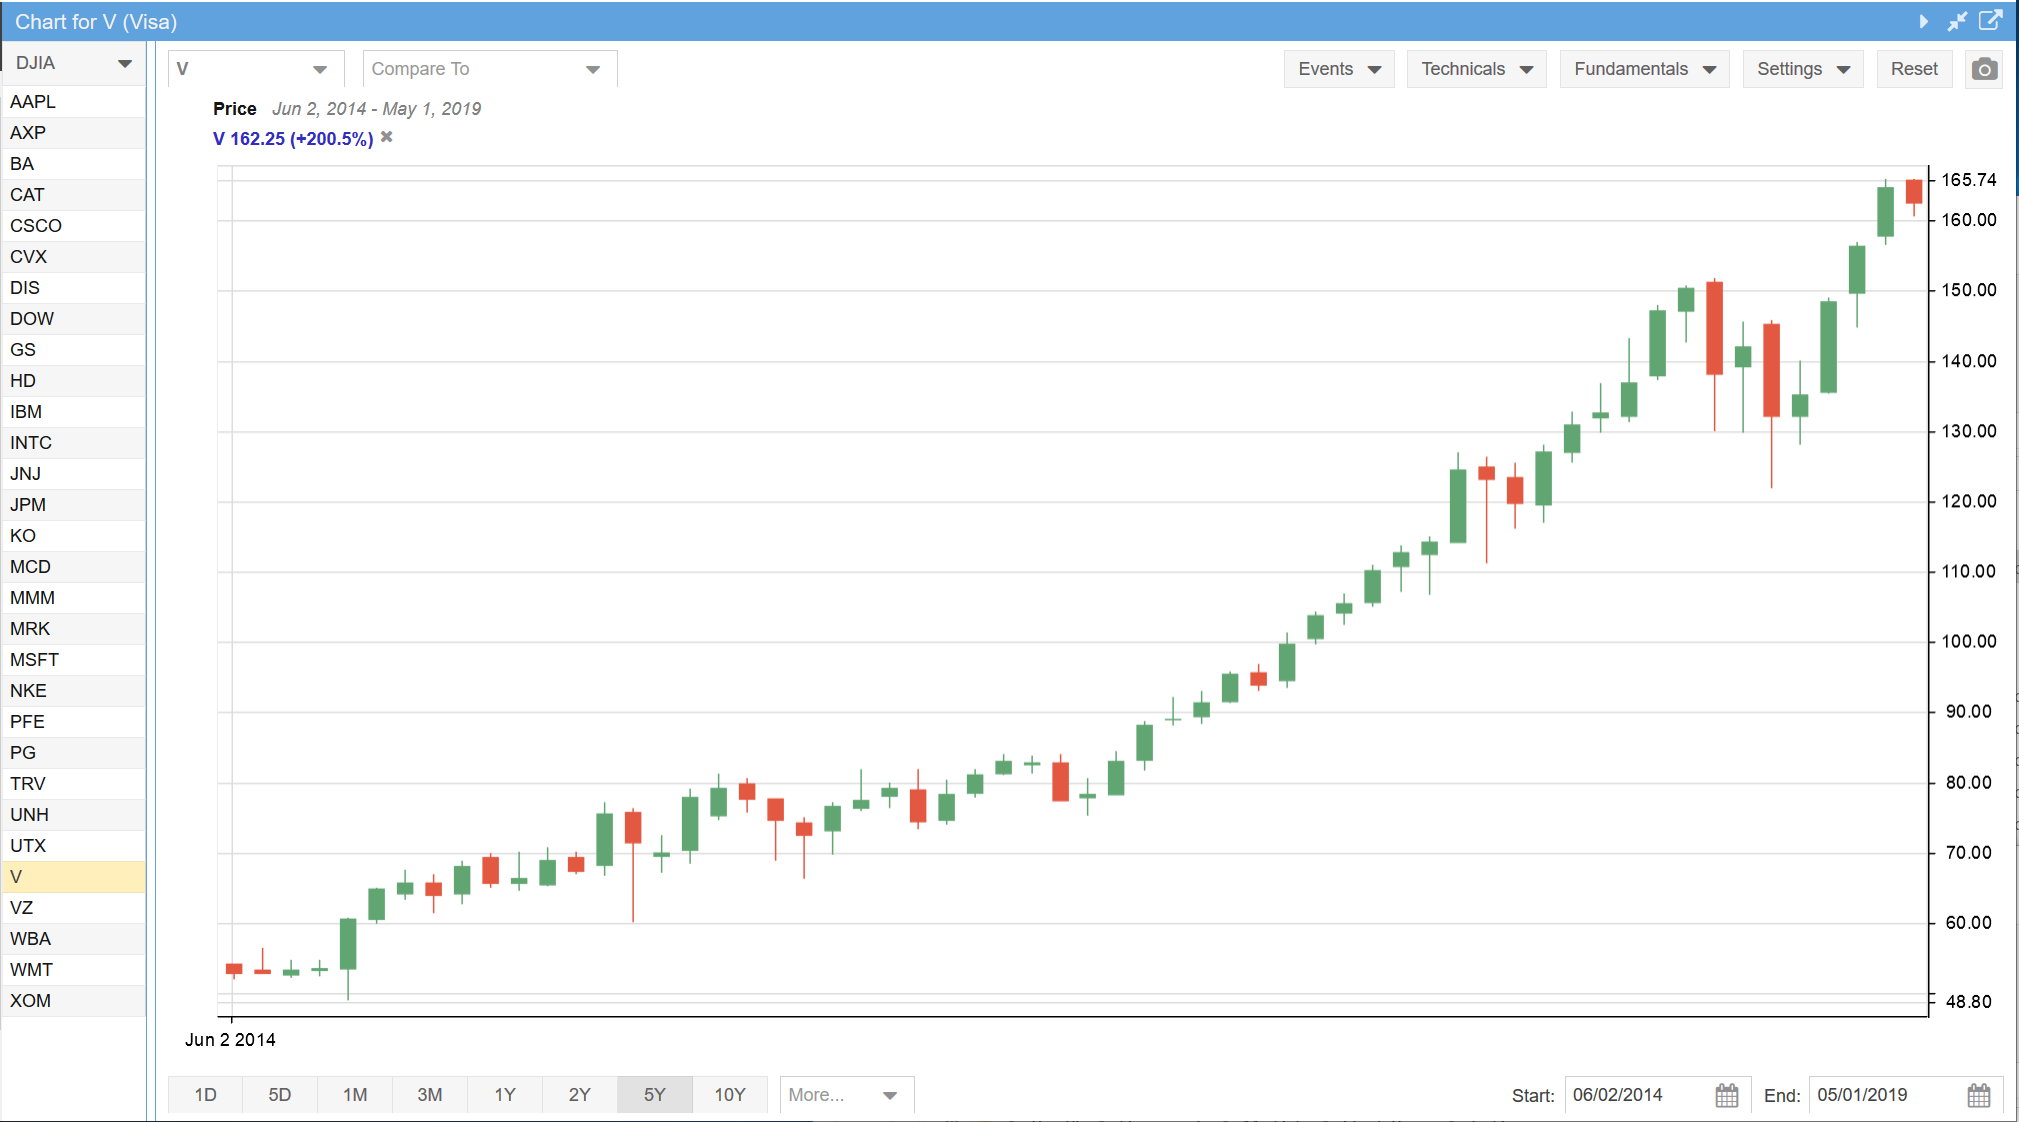 Chart for V (Visa)
DJIA
V
Compare To
Events
Technicals
Fundamentals
Settings
Reset
AAPL
AXP
BA
CAT
CSCO
CVX
DIS
DOW
GS
HD
IBM
INTC
JNJ
JPM
KO
MCD
MMM
MRK
MSFT
NKE
PFE
PG
TRV
UNH
UTX
V
VZ
WBA
WMT
XOM
Price Jun 2, 2014 - May 1, 2019
V 162.25 (+200.5%)
165.74
160.00
150.00
140.00
130.00
120.00
110.00
100.00
90.00
80.00
70.00
60.00
48.80
Jun 2 2014
1D 5D 1M 3M 1Y 2Y 5Y 10Y More...
Start: 06/02/2014 End: 05/01/2019